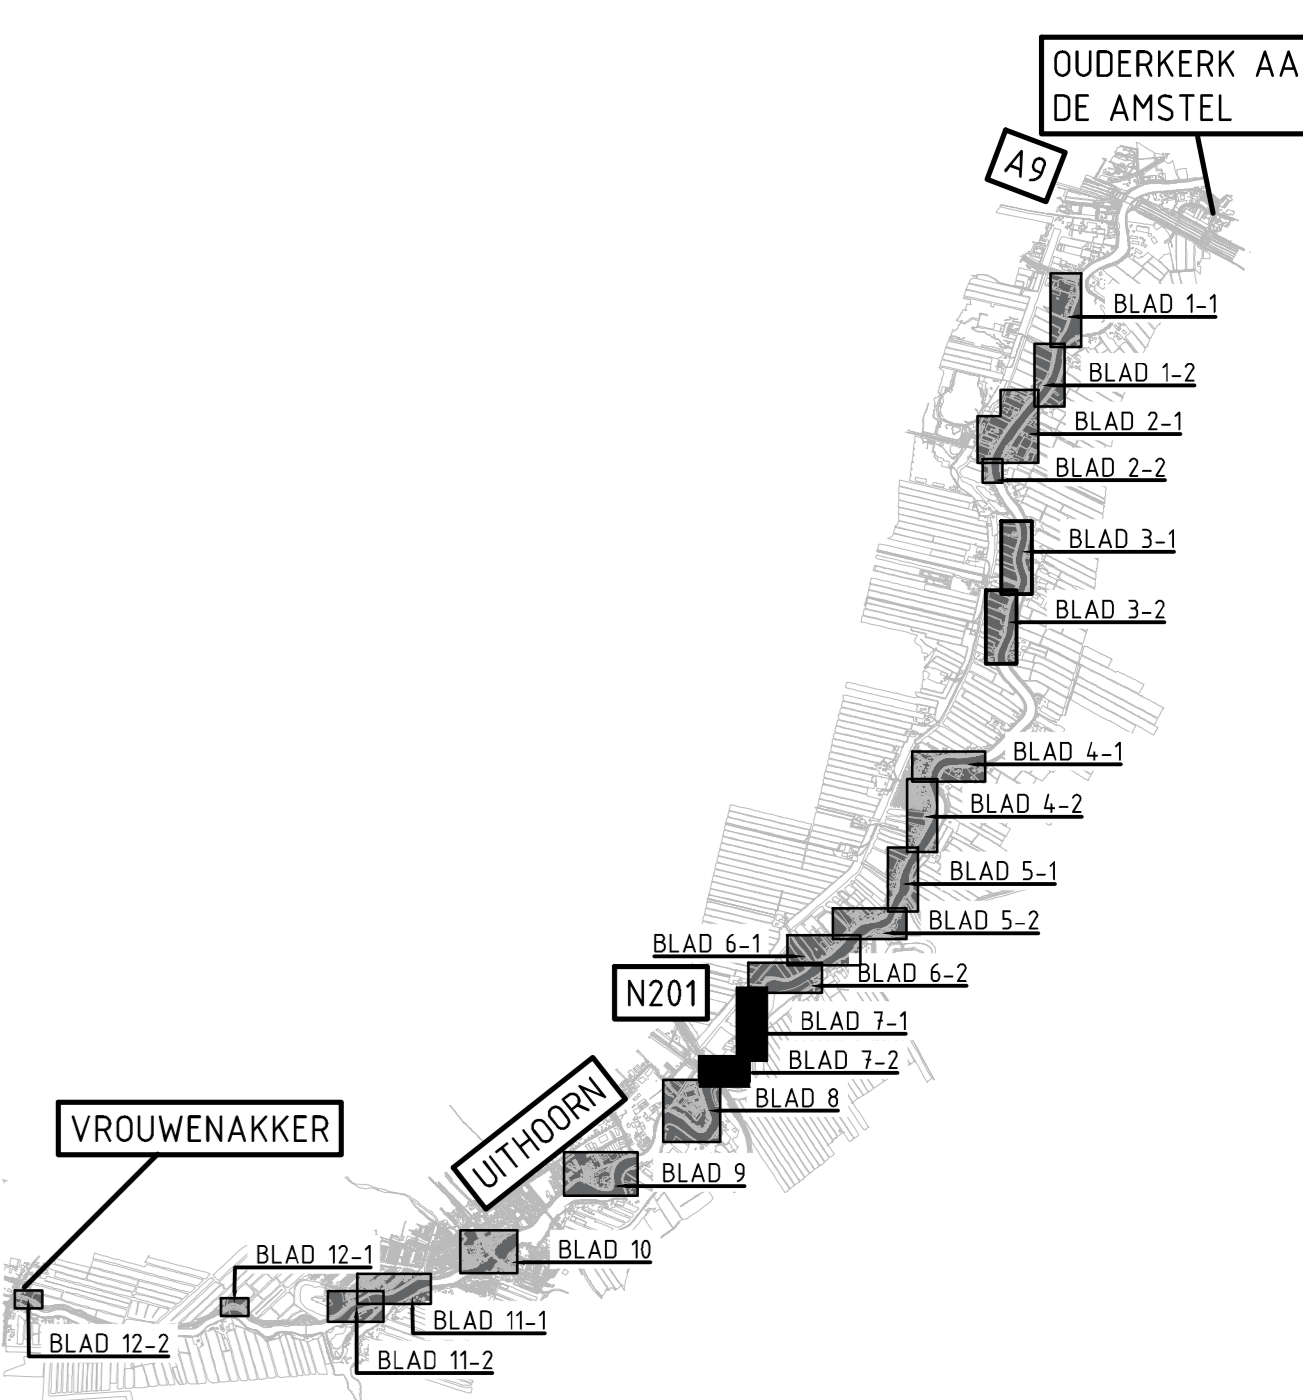 OUDERKERK AA
DE AMSTEL
A9
BLAD 1-1
BLAD 1-2
BLAD 2-1
BLAD 2-2
BLAD 3-1
BLAD 3-2
BLAD 4-1
BLAD 4-2
BLAD 5-1
BLAD 5-2
BLAD 6-1
BLAD 6-2
N201
BLAD 7-1
BLAD 7-2
BLAD 8
UITHOORN
VROUWENAKKER
BLAD 9
BLAD 10
BLAD 12-1
BLAD 11-1
BLAD 12-2
BLAD 11-2